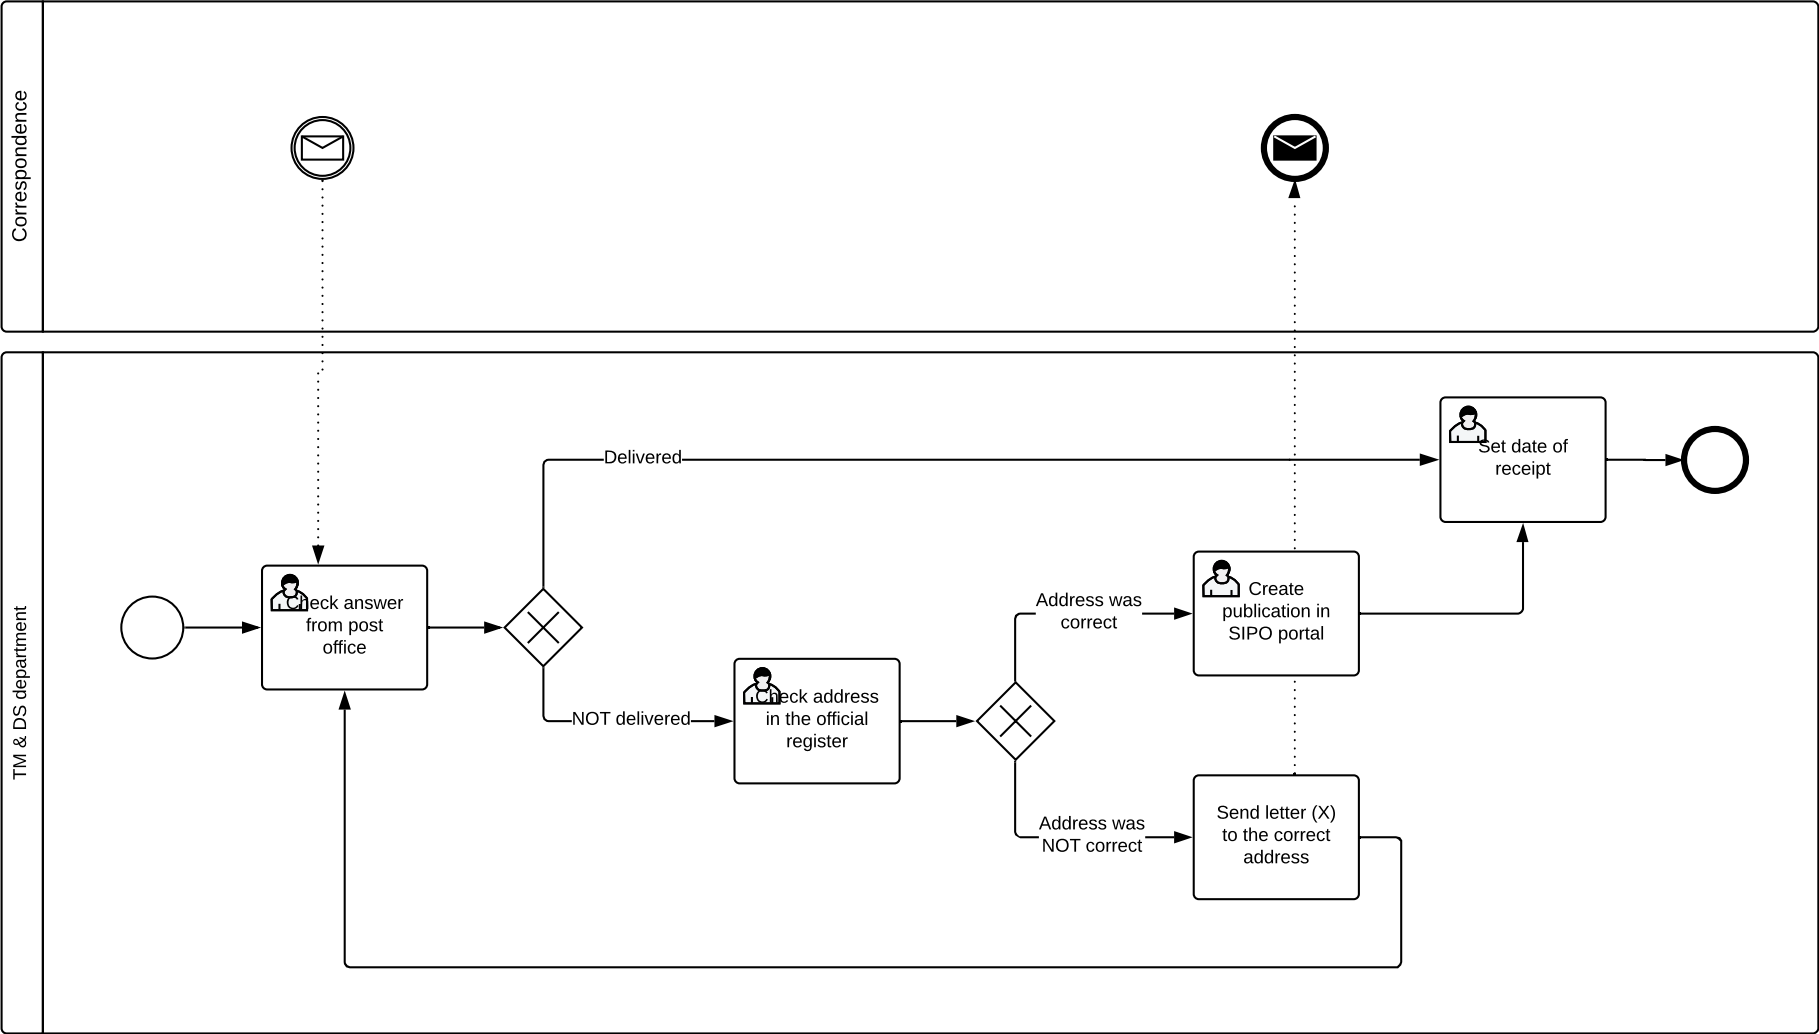 Correspondence
TM & DS department
Check answer
from post
office
Delivered
NOT delivered
Check address
in the official
register
Address was
correct
Address was
NOT correct
Create
publication in
SIPO portal
Send letter (X)
to the correct
address
Set date of
receipt